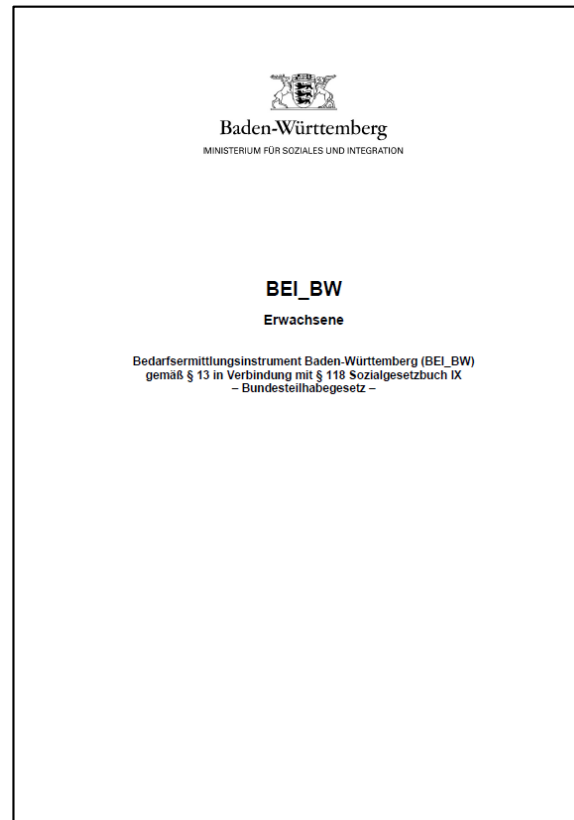 Baden-Württemberg
MINISTERIUM FÜR SOZIALES UND INTEGRATION
BEI_BW
Erwachsene
Bedarfsermittlungsinstrument Baden-Württemberg (BEI_BW)
gemäß § 13 in Verbindung mit § 118 Sozialgesetzbuch IX
– Bundesteilhabegesetz –